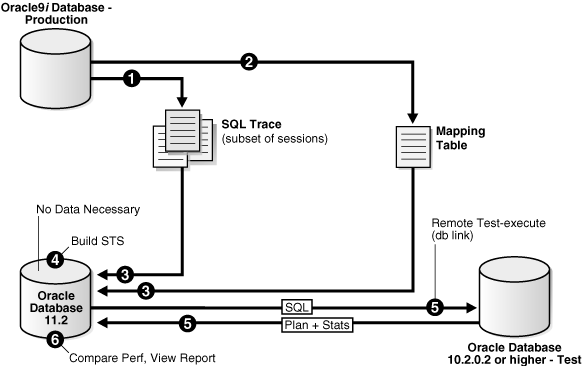 Oracle9i Database -
Production
2
1
SQL Trace
(subset of sessions)
Mapping
Table
No Data Necessary
Remote Test-execute
(db link)
4 Build STS
3
3
Oracle
Database
11.2
SQL
5
5
Plan + Stats
6
Compare Perf, View Report
Oracle Database
10.2.0.2 or higher - Test